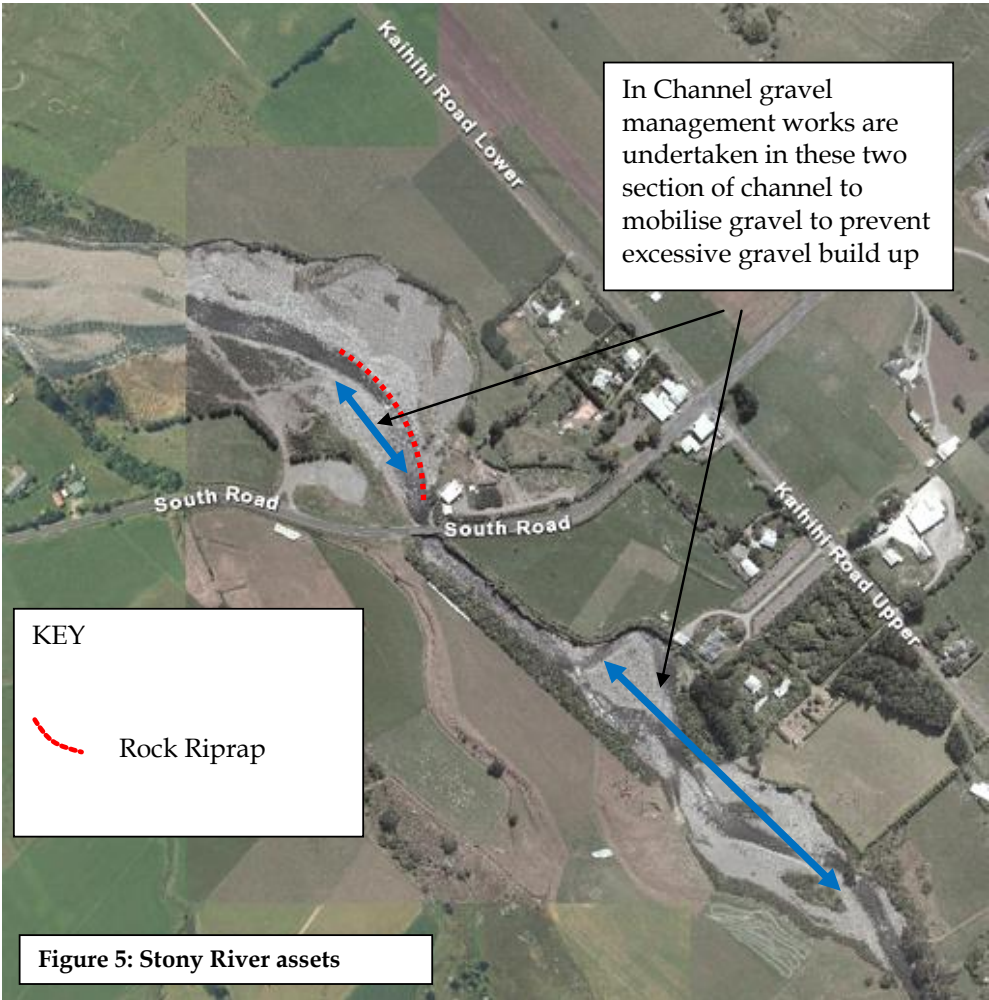 Kaihihi Road Lower
In Channel gravel
management works are
undertaken in these two
section of channel to
mobilise gravel to prevent
excessive gravel build up
South Road
South Road
Kaihihi Road Upper
KEY
Rock Riprap
Figure 5: Stony River assets